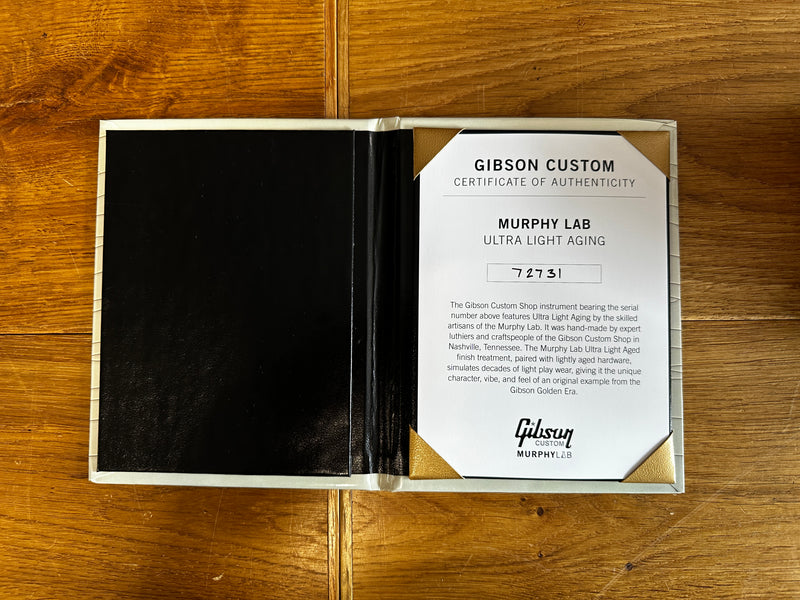 GIBSON CUSTOM
CERTIFICATE OF AUTHENTICITY
MURPHY LAB
ULTRA LIGHT AGING
72731
The Gibson Custom Shop instrument bearing the serial
number above features Ultra Light Aging by the skilled
artisans of the Murphy Lab. It was hand-made by expert
luthiers and craftspeople of the Gibson Custom Shop in
Nashville, Tennessee. The Murphy Lab Ultra Light Aged
finish treatment, paired with lightly aged hardware,
simulates decades of light play wear, giving it the unique
character, vibe, and feel of an original example from the
Gibson Golden Era.
Gibson
CUSTOM
MURPHYLAB